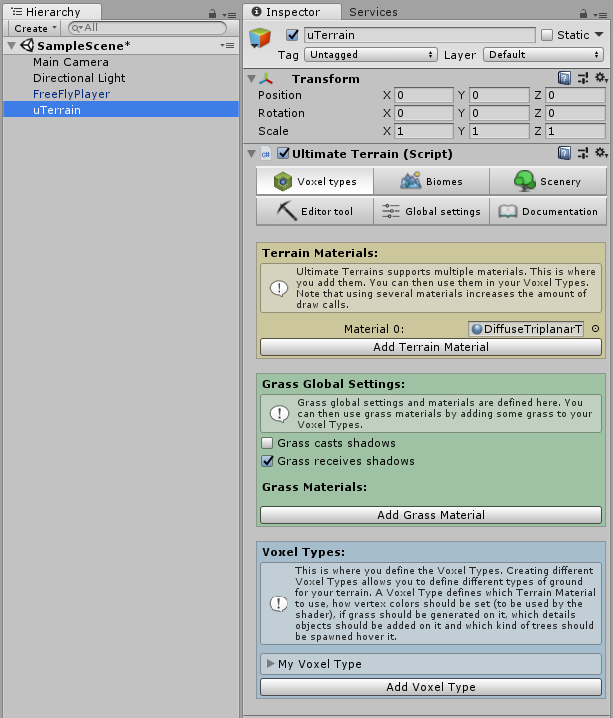 Hierarchy
Create
All
SampleScene*
Main Camera
Directional Light
FreeFlyPlayer
uTerrain
Inspector
Services
uTerrain
Static
Tag
Untagged
Layer
Default
Transform
Position X 0 Y 0 Z 0
Rotation X 0 Y 0 Z 0
Scale X 1 Y 1 Z 1
Ultimate Terrain (Script)
Voxel types
Biomes
Scenery
Editor tool
Global settings
Documentation
Terrain Materials:
Ultimate Terrains supports multiple materials. This is where
you add them. You can then use them in your Voxel Types.
Note that using several materials increases the amount of
draw calls.
Material 0:
DiffuseTriplanarT
Add Terrain Material
Grass Global Settings:
Grass global settings and materials are defined here. You
can then use grass materials by adding some grass to your
Voxel Types.
Grass casts shadows
Grass receives shadows
Grass Materials:
Add Grass Material
Voxel Types:
This is where you define the Voxel Types. Creating different
Voxel Types allows you to define different types of ground
for your terrain. A Voxel Type defines which Terrain Material
to use, how vertex colors should be set (to be used by the
shader), if grass should be generated on it, which details
objects should be added on it and which kind of trees should
be spawned hover it.
My Voxel Type
Add Voxel Type